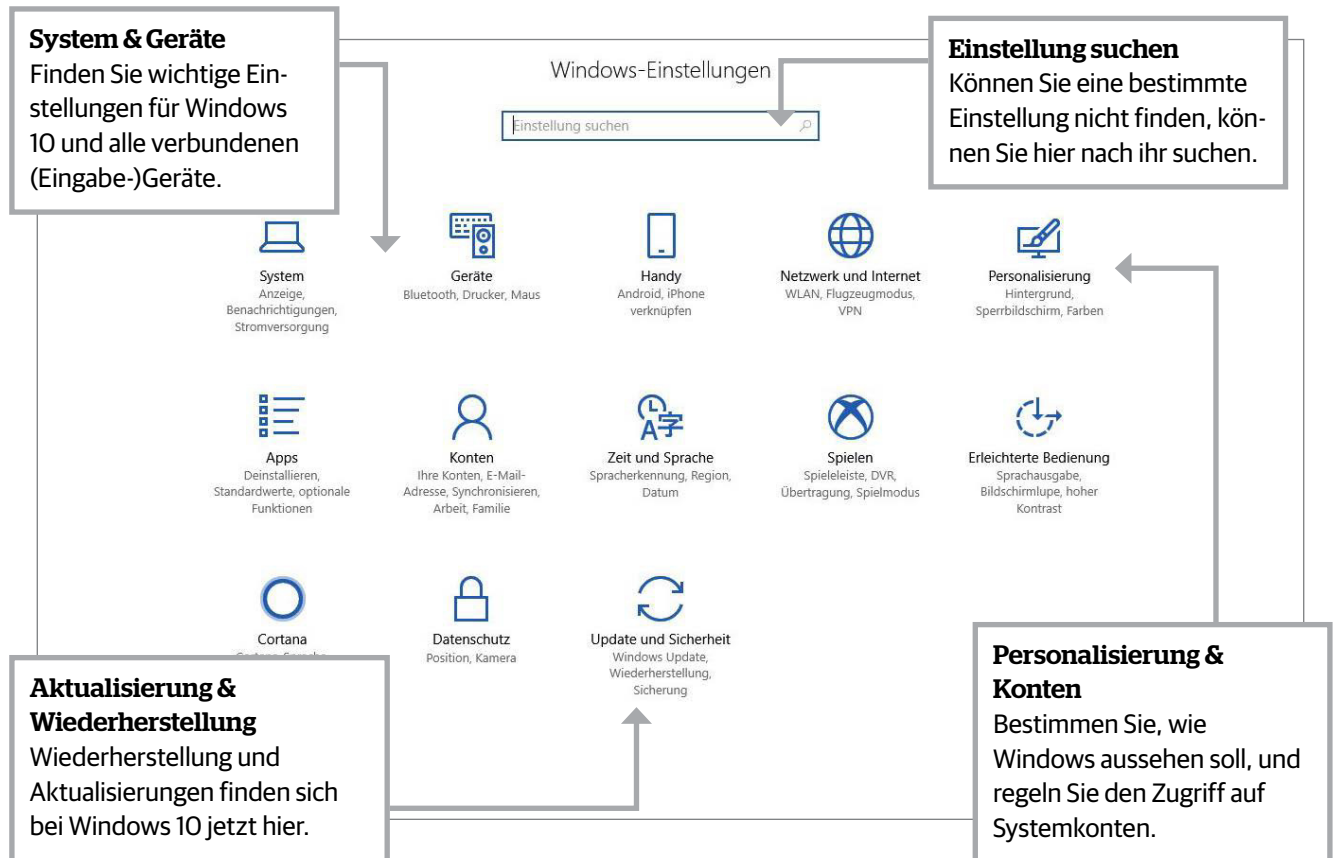 System & Geräte
Finden Sie wichtige Ein-
stellungen für Windows
10 und alle verbundenen
(Eingabe-)Geräte.
Windows-Einstellungen
Einstellung suchen
Einstellung suchen
Können Sie eine bestimmte
Einstellung nicht finden, kön-
nen Sie hier nach ihr suchen.
System
Anzeige,
Benachrichtigungen,
Stromversorgung
Geräte
Bluetooth, Drucker, Maus
Handy
Android, iPhone
verknüpfen
Netzwerk und Internet
WLAN, Flugzeugmodus,
VPN
Personalisierung
Hintergrund,
Sperrbildschirm, Farben
Apps
Deinstallieren,
Standardwerte, optionale
Funktionen
Konten
Ihre Konten, E-Mail-
Adresse, Synchronisieren,
Arbeit, Familie
Zeit und Sprache
Spracherkennung, Region,
Datum
Spielen
Spieleleiste, DVR,
Übertragung, Spielmodus
Erleichterte Bedienung
Sprachausgabe,
Bildschirmlupe, hoher
Kontrast
Cortana
Datenschutz
Position, Kamera
Update und Sicherheit
Windows Update,
Wiederherstellung,
Sicherung
Aktualisierung &
Wiederherstellung
Wiederherstellung und
Aktualisierungen finden sich
bei Windows 10 jetzt hier.
Personalisierung &
Konten
Bestimmen Sie, wie
Windows aussehen soll, und
regeln Sie den Zugriff auf
Systemkonten.